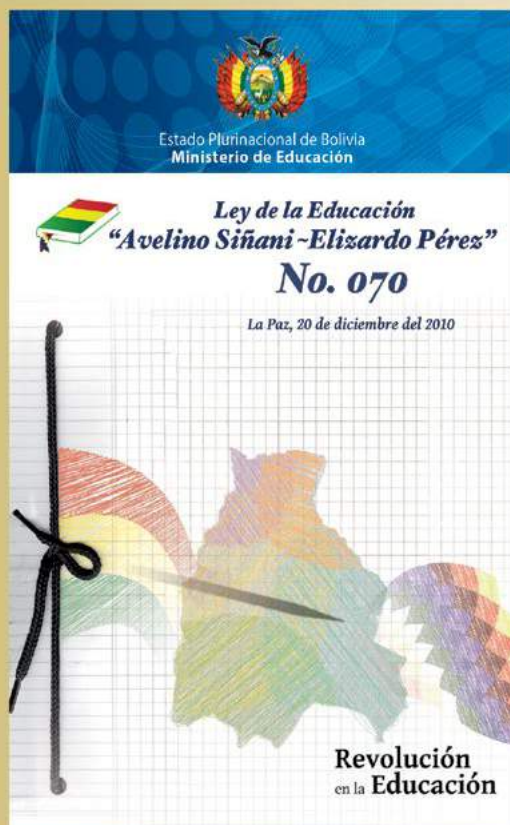 Estado Plurinacional de Bolivia
Ministerio de Educación
Ley de la Educación
“Avelino Siñani ~Elizardo Pérez”
No. 070
La Paz, 20 de diciembre del 2010
Revolución
en la Educación